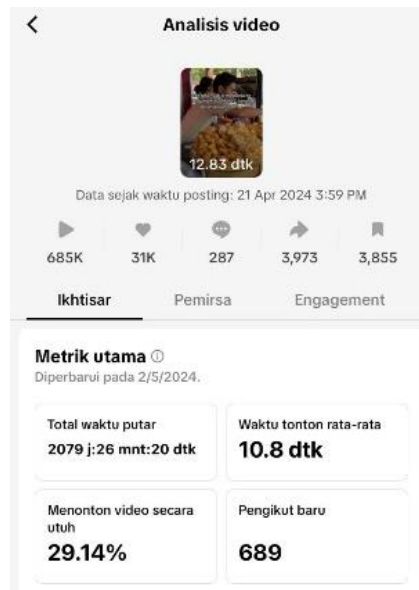 Analisis video
12.83 dtk
Data sejak waktu posting: 21 Apr 2024 3:59 PM
685K 31K 287 3,973 3,855
Ikhtisar Pemirsa Engagement
Metrik utama
Diperbarui pada 2/5/2024.
Total waktu putar Waktu tonton rata-rata
2079 j:26 mnt:20 dtk 10.8 dtk
Menonton video secara Pengikut baru
utuh
29.14% 689